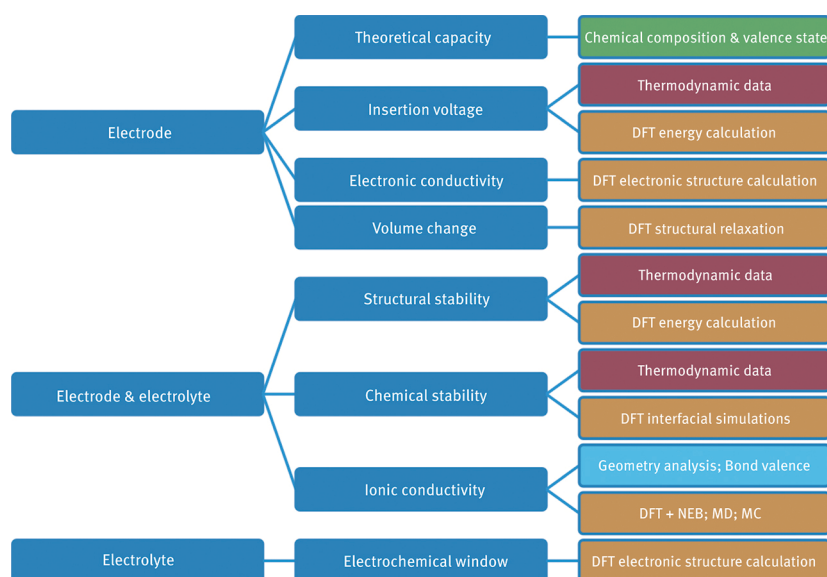 Theoretical capacity
Chemical composition & valence state
Thermodynamic data
Insertion voltage
Electrode
DFT energy calculation
Electronic conductivity
DFT electronic structure calculation
Volume change
DFT structural relaxation
Thermodynamic data
Structural stability
DFT energy calculation
Thermodynamic data
Electrode & electrolyte
Chemical stability
DFT interfacial simulations
Geometry analysis; Bond valence
Ionic conductivity
DFT + NEB; MD; MC
Electrolyte
Electrochemical window
DFT electronic structure calculation